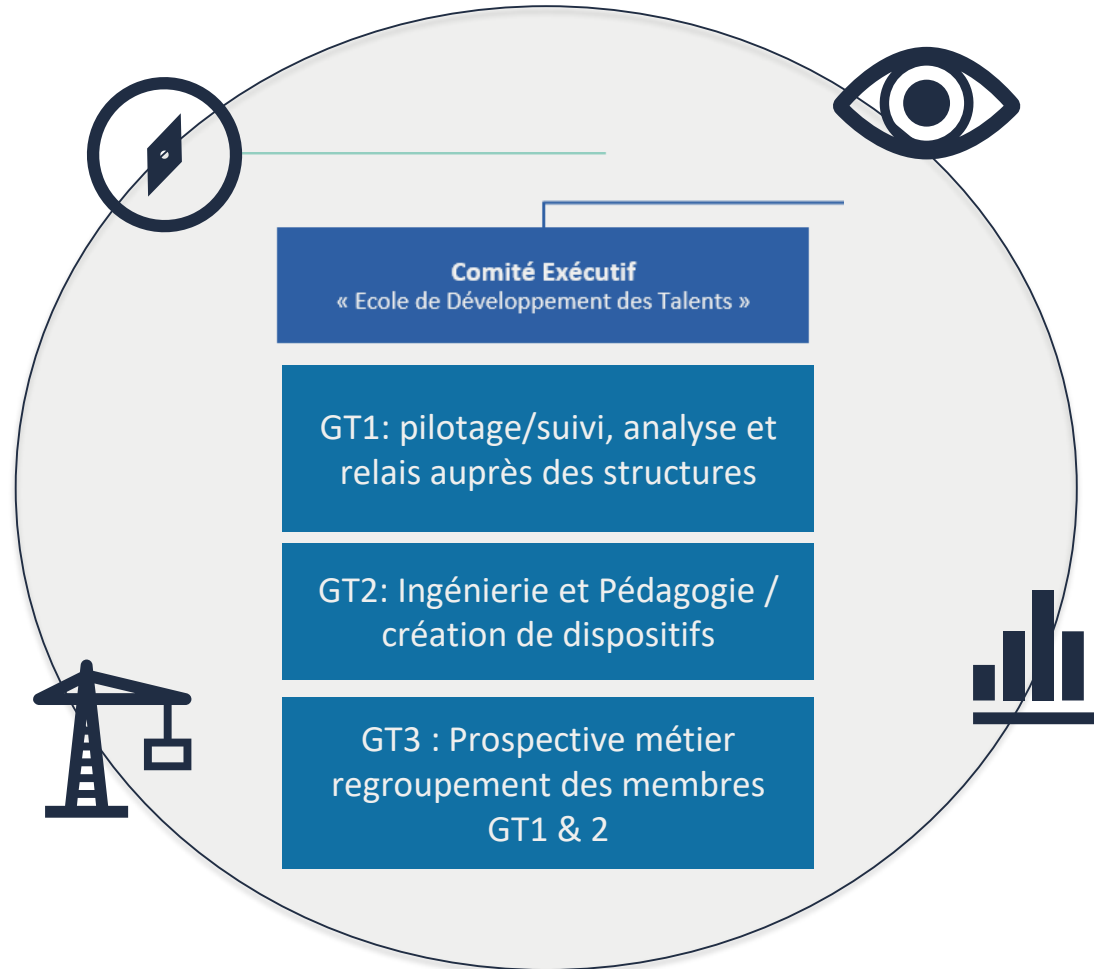 Comité Exécutif
« Ecole de Développement des Talents »
GT1: pilotage/suivi, analyse et
relais auprès des structures
GT2: Ingénierie et Pédagogie /
création de dispositifs
GT3 : Prospective métier
regroupement des membres
GT1 & 2